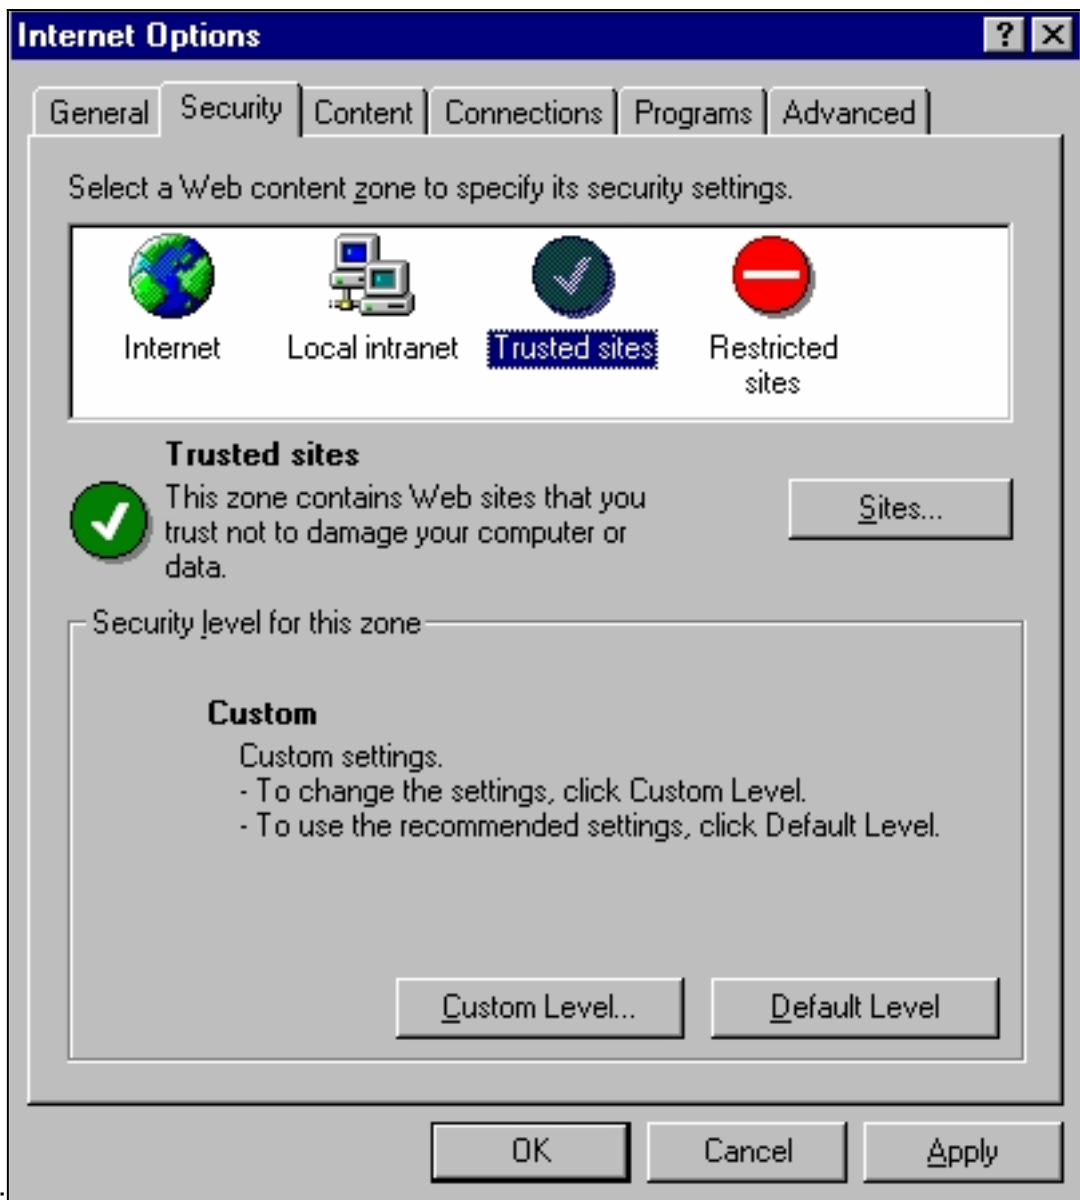 Internet Options
General Security Content Connections Programs Advanced
Select a Web content zone to specify its security settings.
Internet Local intranet Trusted sites Restricted
sites
Trusted sites
This zone contains Web sites that you
trust not to damage your computer or
data.
Sites...
Security level for this zone
Custom
Custom settings.
- To change the settings, click Custom Level.
- To use the recommended settings, click Default Level.
Custom Level... Default Level
OK Cancel Apply
.